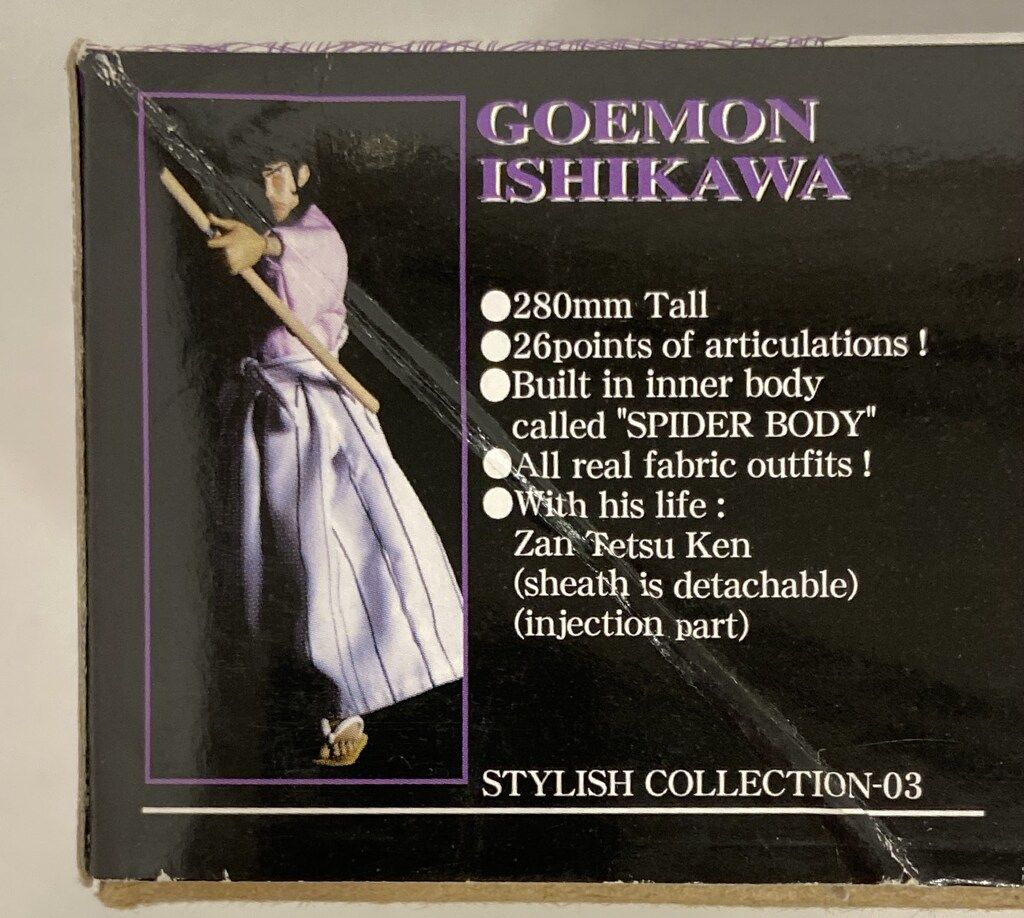 GOEMON
ISHIKAWA
●280mm Tall
●26points of articulations !
●Built in inner body
called "SPIDER BODY"
●All real fabric outfits !
●With his life :
Zan Tetsu Ken
(sheath is detachable)
(injection part)
STYLISH COLLECTION-03